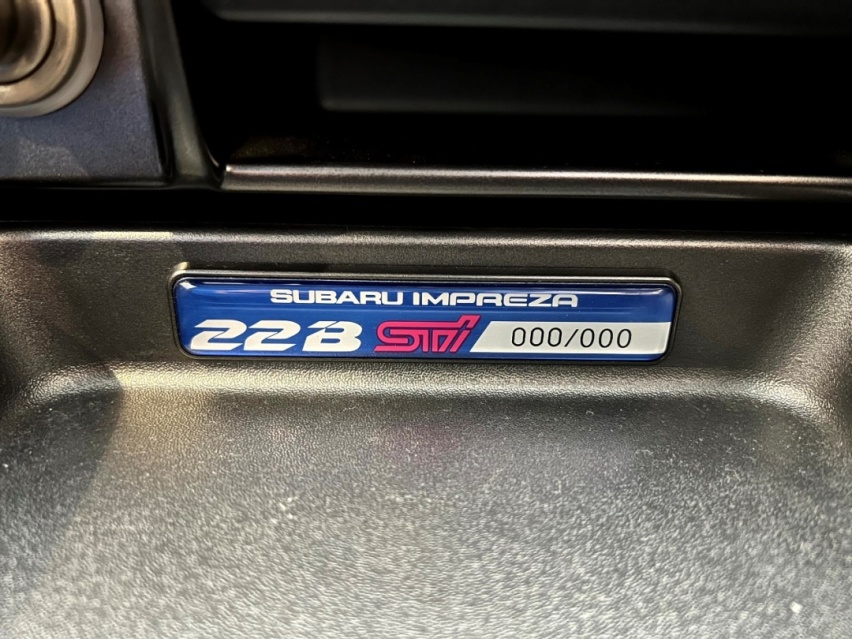 SUBARU IMPREZA
22B STi 000/000